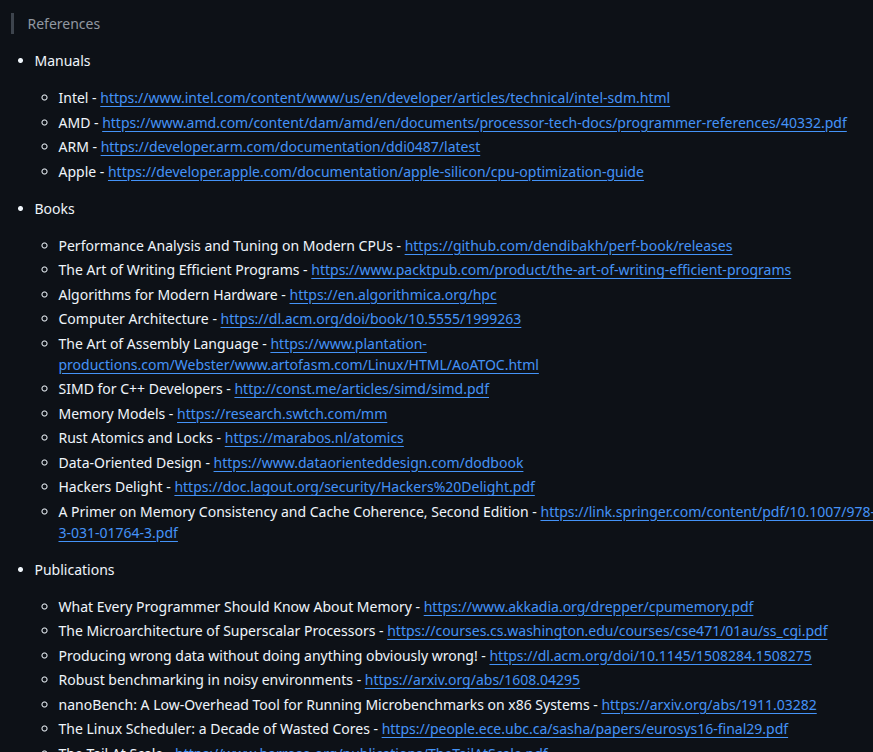 References
Manuals
Intel - https://www.intel.com/content/www/us/en/developer/articles/technical/intel-sdm.html
AMD - https://www.amd.com/content/dam/amd/en/documents/processor-tech-docs/programmer-references/40332.pdf
ARM - https://developer.arm.com/documentation/ddi0487/latest
Apple - https://developer.apple.com/documentation/apple-silicon/cpu-optimization-guide
Books
Performance Analysis and Tuning on Modern CPUs - https://github.com/dendibakh/perf-book/releases
The Art of Writing Efficient Programs - https://www.packtpub.com/product/the-art-of-writing-efficient-programs
Algorithms for Modern Hardware - https://en.algorithmica.org/hpc
Computer Architecture - https://dl.acm.org/doi/book/10.5555/1999263
The Art of Assembly Language - https://www.plantation-
productions.com/Webster/www.artofasm.com/Linux/HTML/AoATOC.html
SIMD for C++ Developers - http://const.me/articles/simd/simd.pdf
Memory Models - https://research.swtch.com/mm
Rust Atomics and Locks - https://marabos.nl/atomics
Data-Oriented Design - https://www.dataorienteddesign.com/dodbook
Hackers Delight - https://doc.lagout.org/security/Hackers%20Delight.pdf
A Primer on Memory Consistency and Cache Coherence, Second Edition - https://link.springer.com/content/pdf/10.1007/978-
3-031-01764-3.pdf
Publications
What Every Programmer Should Know About Memory - https://www.akkadia.org/drepper/cpumemory.pdf
The Microarchitecture of Superscalar Processors - https://courses.cs.washington.edu/courses/cse471/01au/ss_cgi.pdf
Producing wrong data without doing anything obviously wrong! - https://dl.acm.org/doi/10.1145/1508284.1508275
Robust benchmarking in noisy environments - https://arxiv.org/abs/1608.04295
nanoBench: A Low-Overhead Tool for Running Microbenchmarks on x86 Systems - https://arxiv.org/abs/1911.03282
The Linux Scheduler: a Decade of Wasted Cores - https://people.ece.ubc.ca/sasha/papers/eurosys16-final29.pdf
The Tail At Scale - https://www.barroso.org/publications/TheTailAtScale.pdf